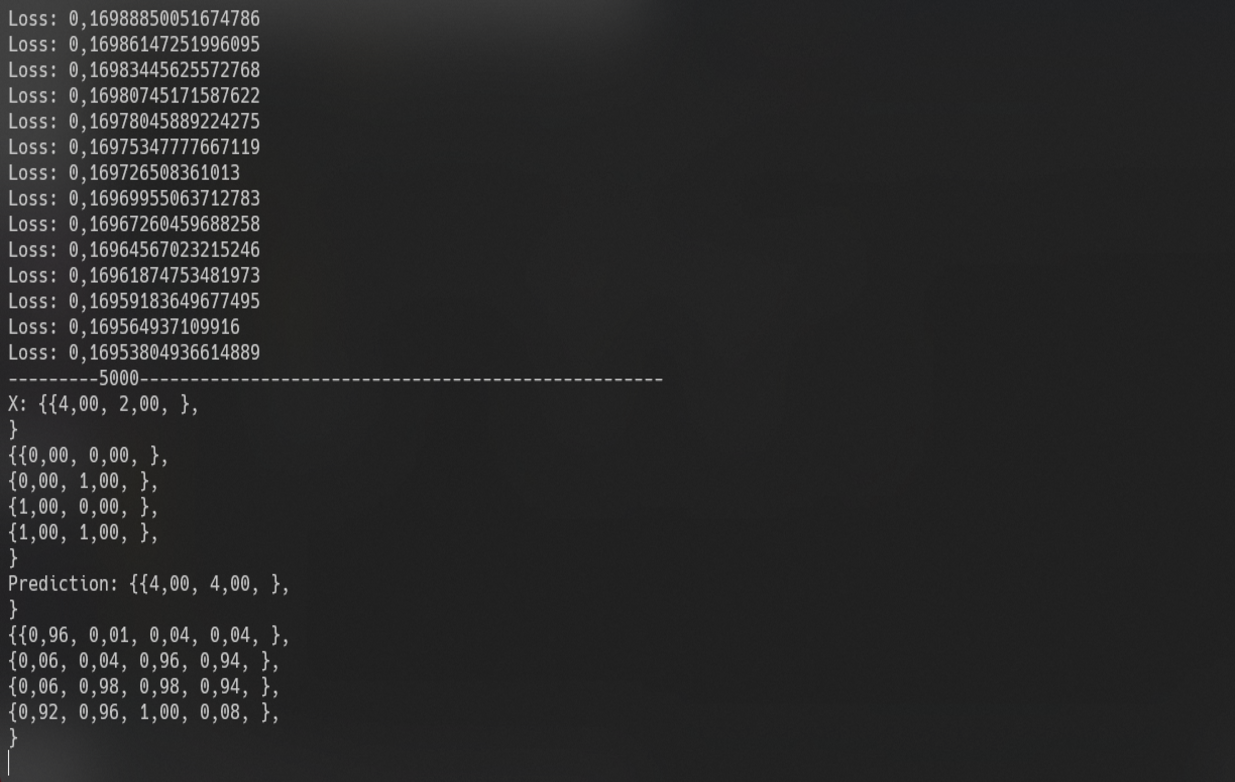 Loss: 0,16988850051674786
Loss: 0,16986147251996095
Loss: 0,16983445625572768
Loss: 0,16980745171587622
Loss: 0,16978045889224275
Loss: 0,16975347777667119
Loss: 0,169726508361013
Loss: 0,16969955063712783
Loss: 0,16967260459688258
Loss: 0,16964567023215246
Loss: 0,16961874753481973
Loss: 0,16959183649677495
Loss: 0,169564937109916
Loss: 0,16953804936614889
---------5000----------------------------------------------------
X: {{4,00, 2,00, },
}
{{0,00, 0,00, },
{0,00, 1,00, },
{1,00, 0,00, },
{1,00, 1,00, },
}
Prediction: {{4,00, 4,00, },
}
{{0,96, 0,01, 0,04, 0,04, },
{0,06, 0,04, 0,96, 0,94, },
{0,06, 0,98, 0,98, 0,94, },
{0,92, 0,96, 1,00, 0,08, },
}